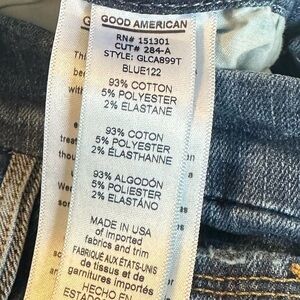 GOOD AMERICAN
RN# 151301
CUT# 284-A
STYLE: GLCA899T
BLUE122
93% COTTON
5% POLYESTER
2% ELASTANE
93% COTON
5% POLYESTER
2% ÉLASTHANNE
93% ALGODÓN
5% POLIESTER
2% ELASTÁNO
MADE IN USA
of imported
fabrics and trim
FABRIQUÉ AUX ÉTATS-UNIS
de tissus et de
garnitures importés
HECHO EN